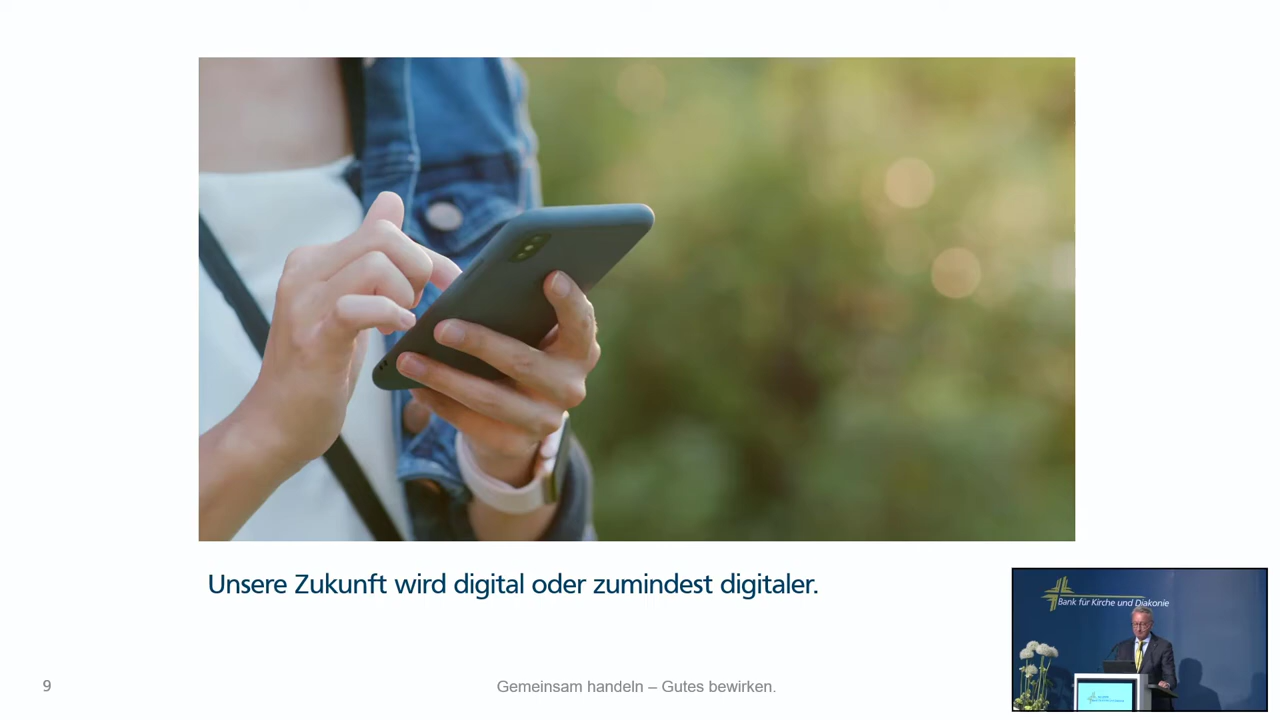 Unsere Zukunft wird digital oder zumindest digitaler.
Bank für Kirche und Diakonie
9
Gemeinsam handeln – Gutes bewirken.